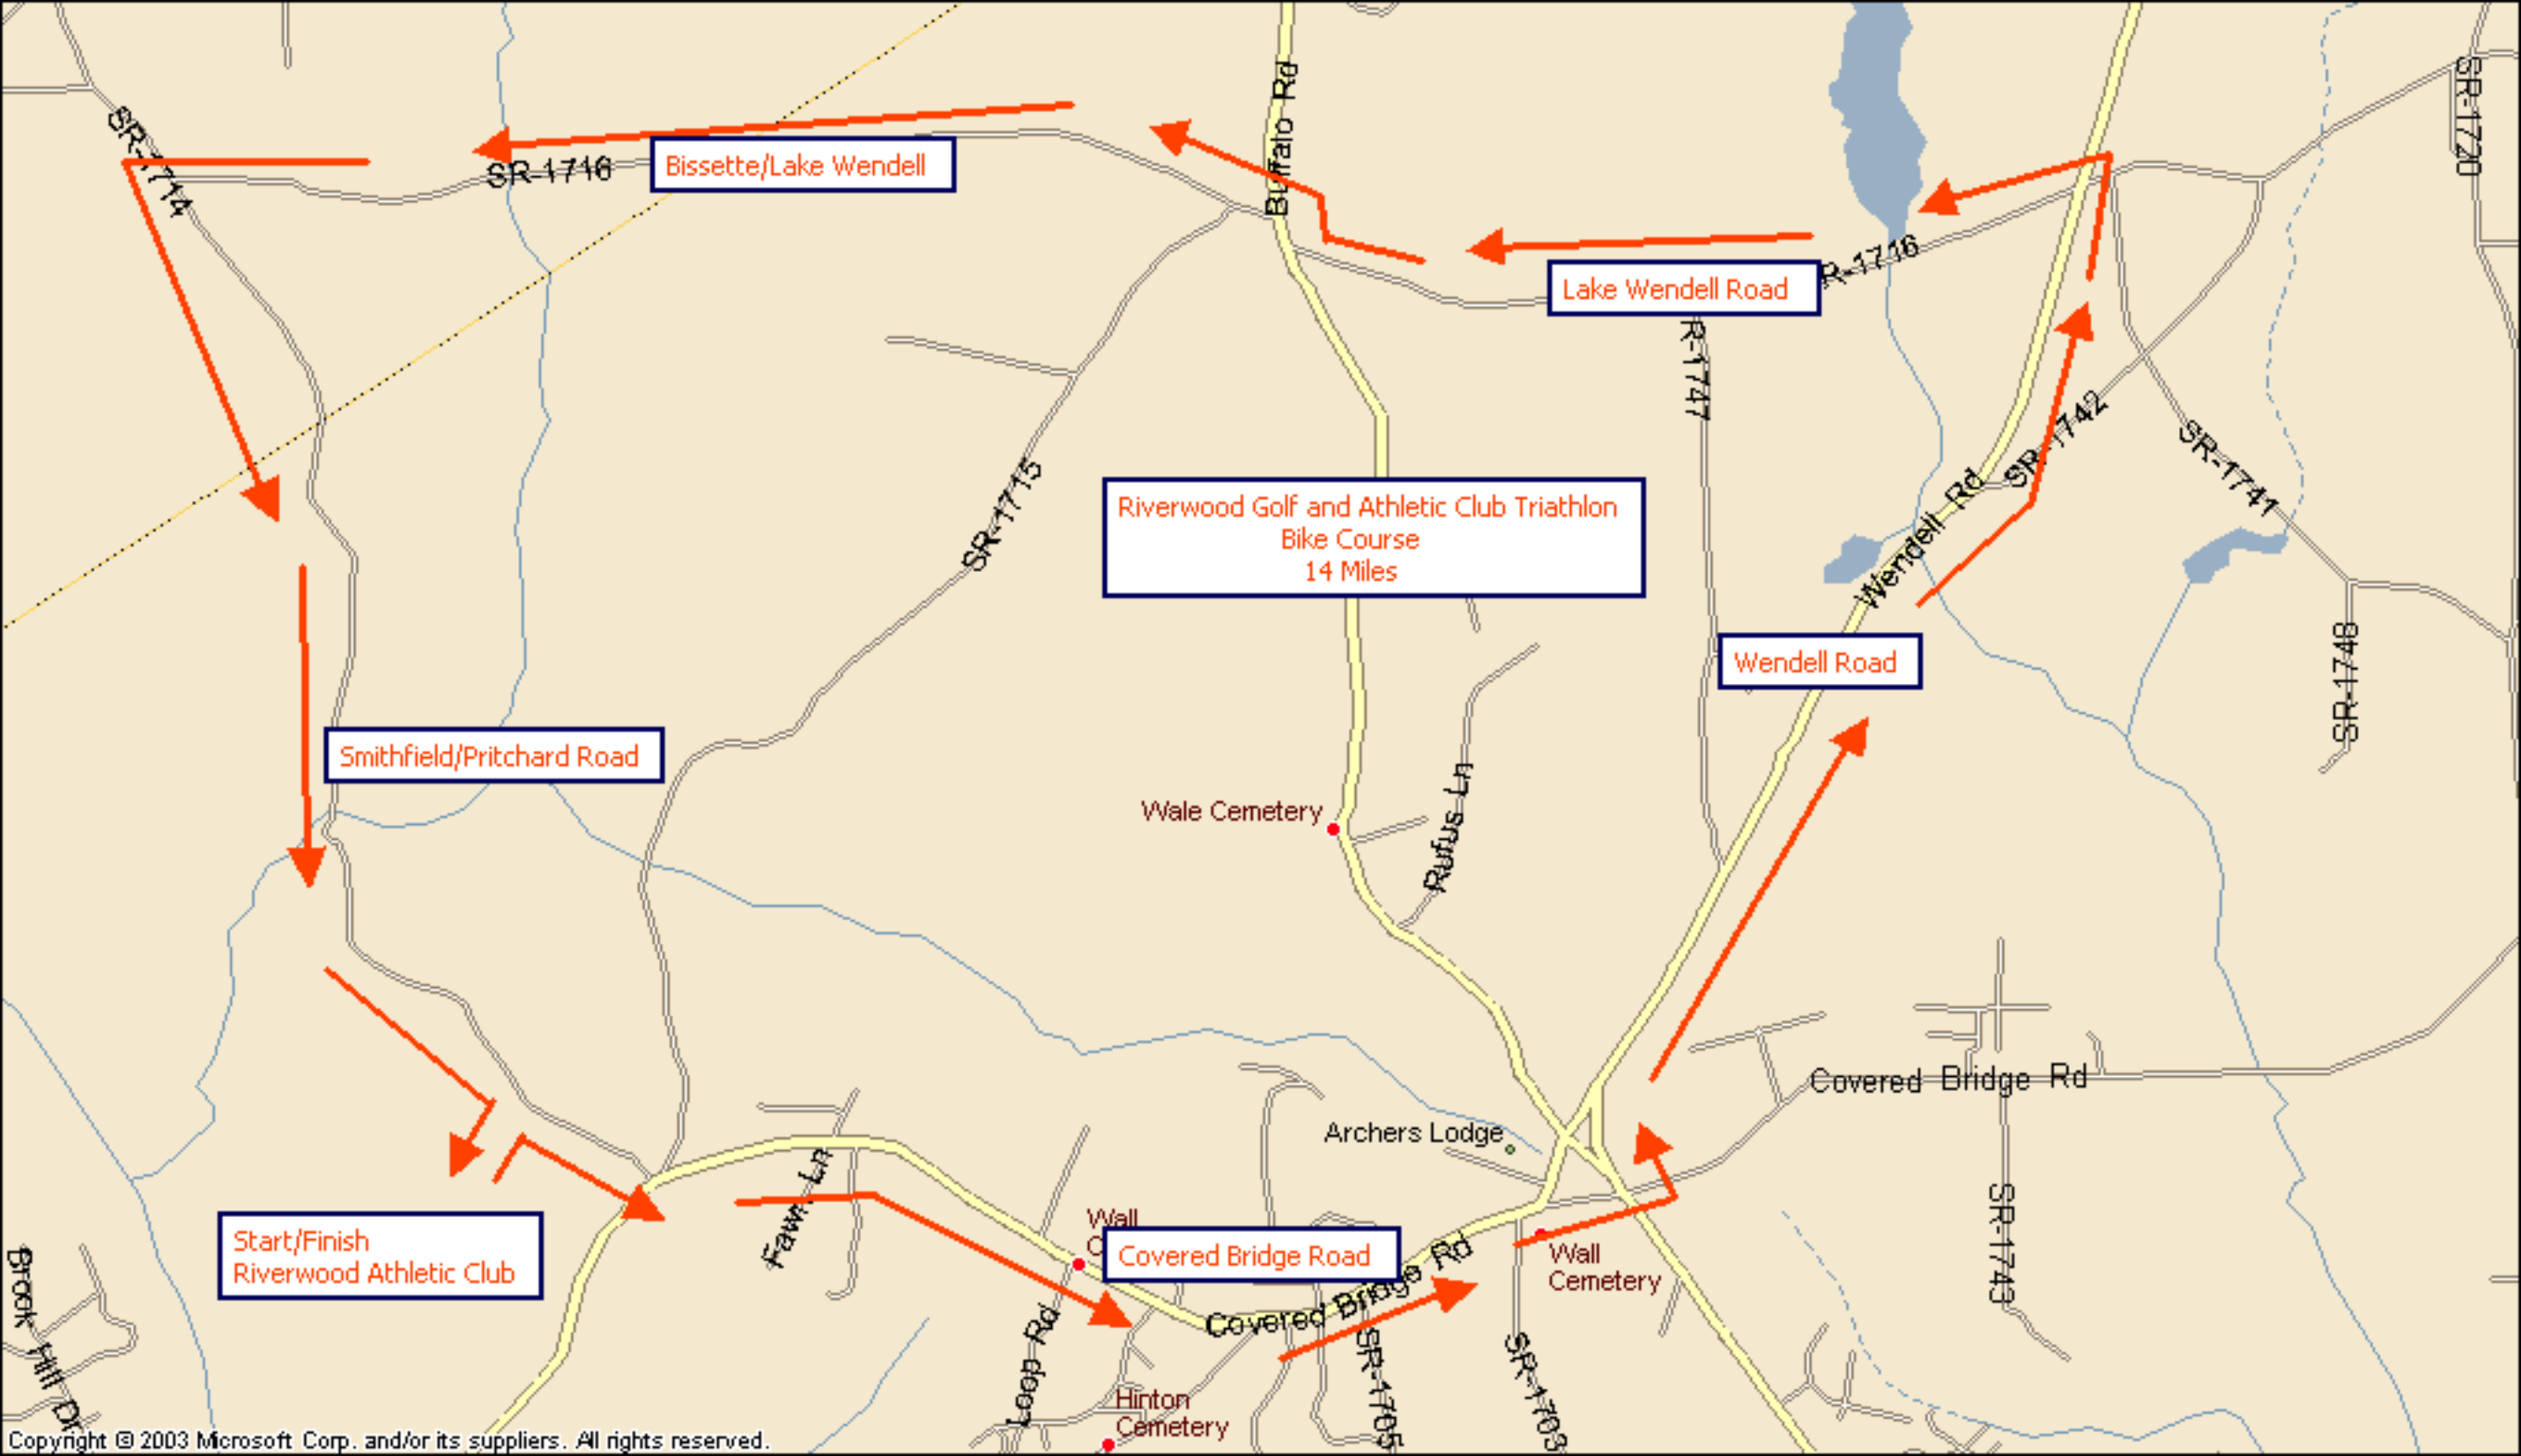 Buffalo Rd
SR-1714
SR-1716
Bissette/Lake Wendell
SR-1720
R-1716
Lake Wendell Road
R-1747
SR-1742
SR-1741
SR-1715
Wendell Rd
Riverwood Golf and Athletic Club Triathlon
Bike Course
14 Miles
Wendell Road
SR-1748
Smithfield/Pritchard Road
Wale Cemetery
Rufus Ln
Covered Bridge Rd
Archers Lodge
Fawn Ln
Wall
C
Covered Bridge Road
Start/Finish
Riverwood Athletic Club
Wall
Cemetery
SR-1743
Covered Bridge Rd
Brook Hill Dr
Loop Rd
SR-1705
SR-1703
Hinton
Cemetery
Copyright © 2003 Microsoft Corp. and/or its suppliers. All rights reserved.